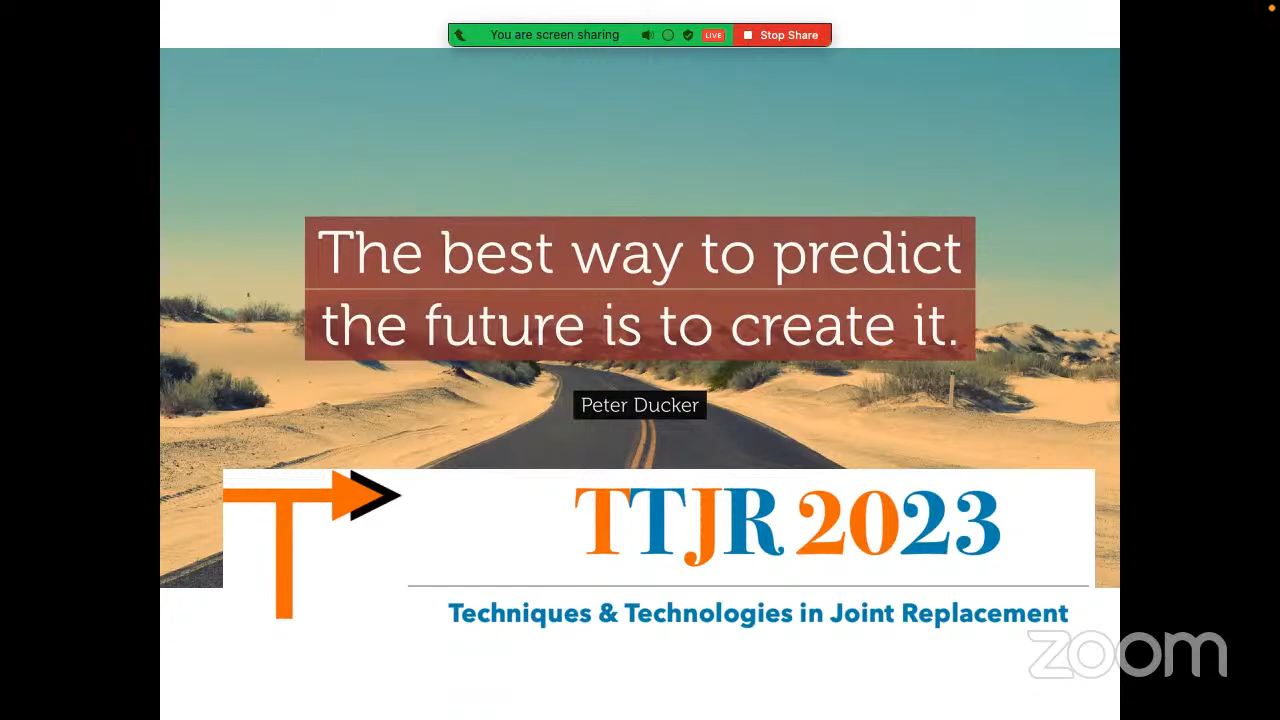 You are screen sharing LIVE Stop Share
The best way to predict
the future is to create it.
Peter Ducker
TTJR 2023
Techniques & Technologies in Joint Replacement
zoom